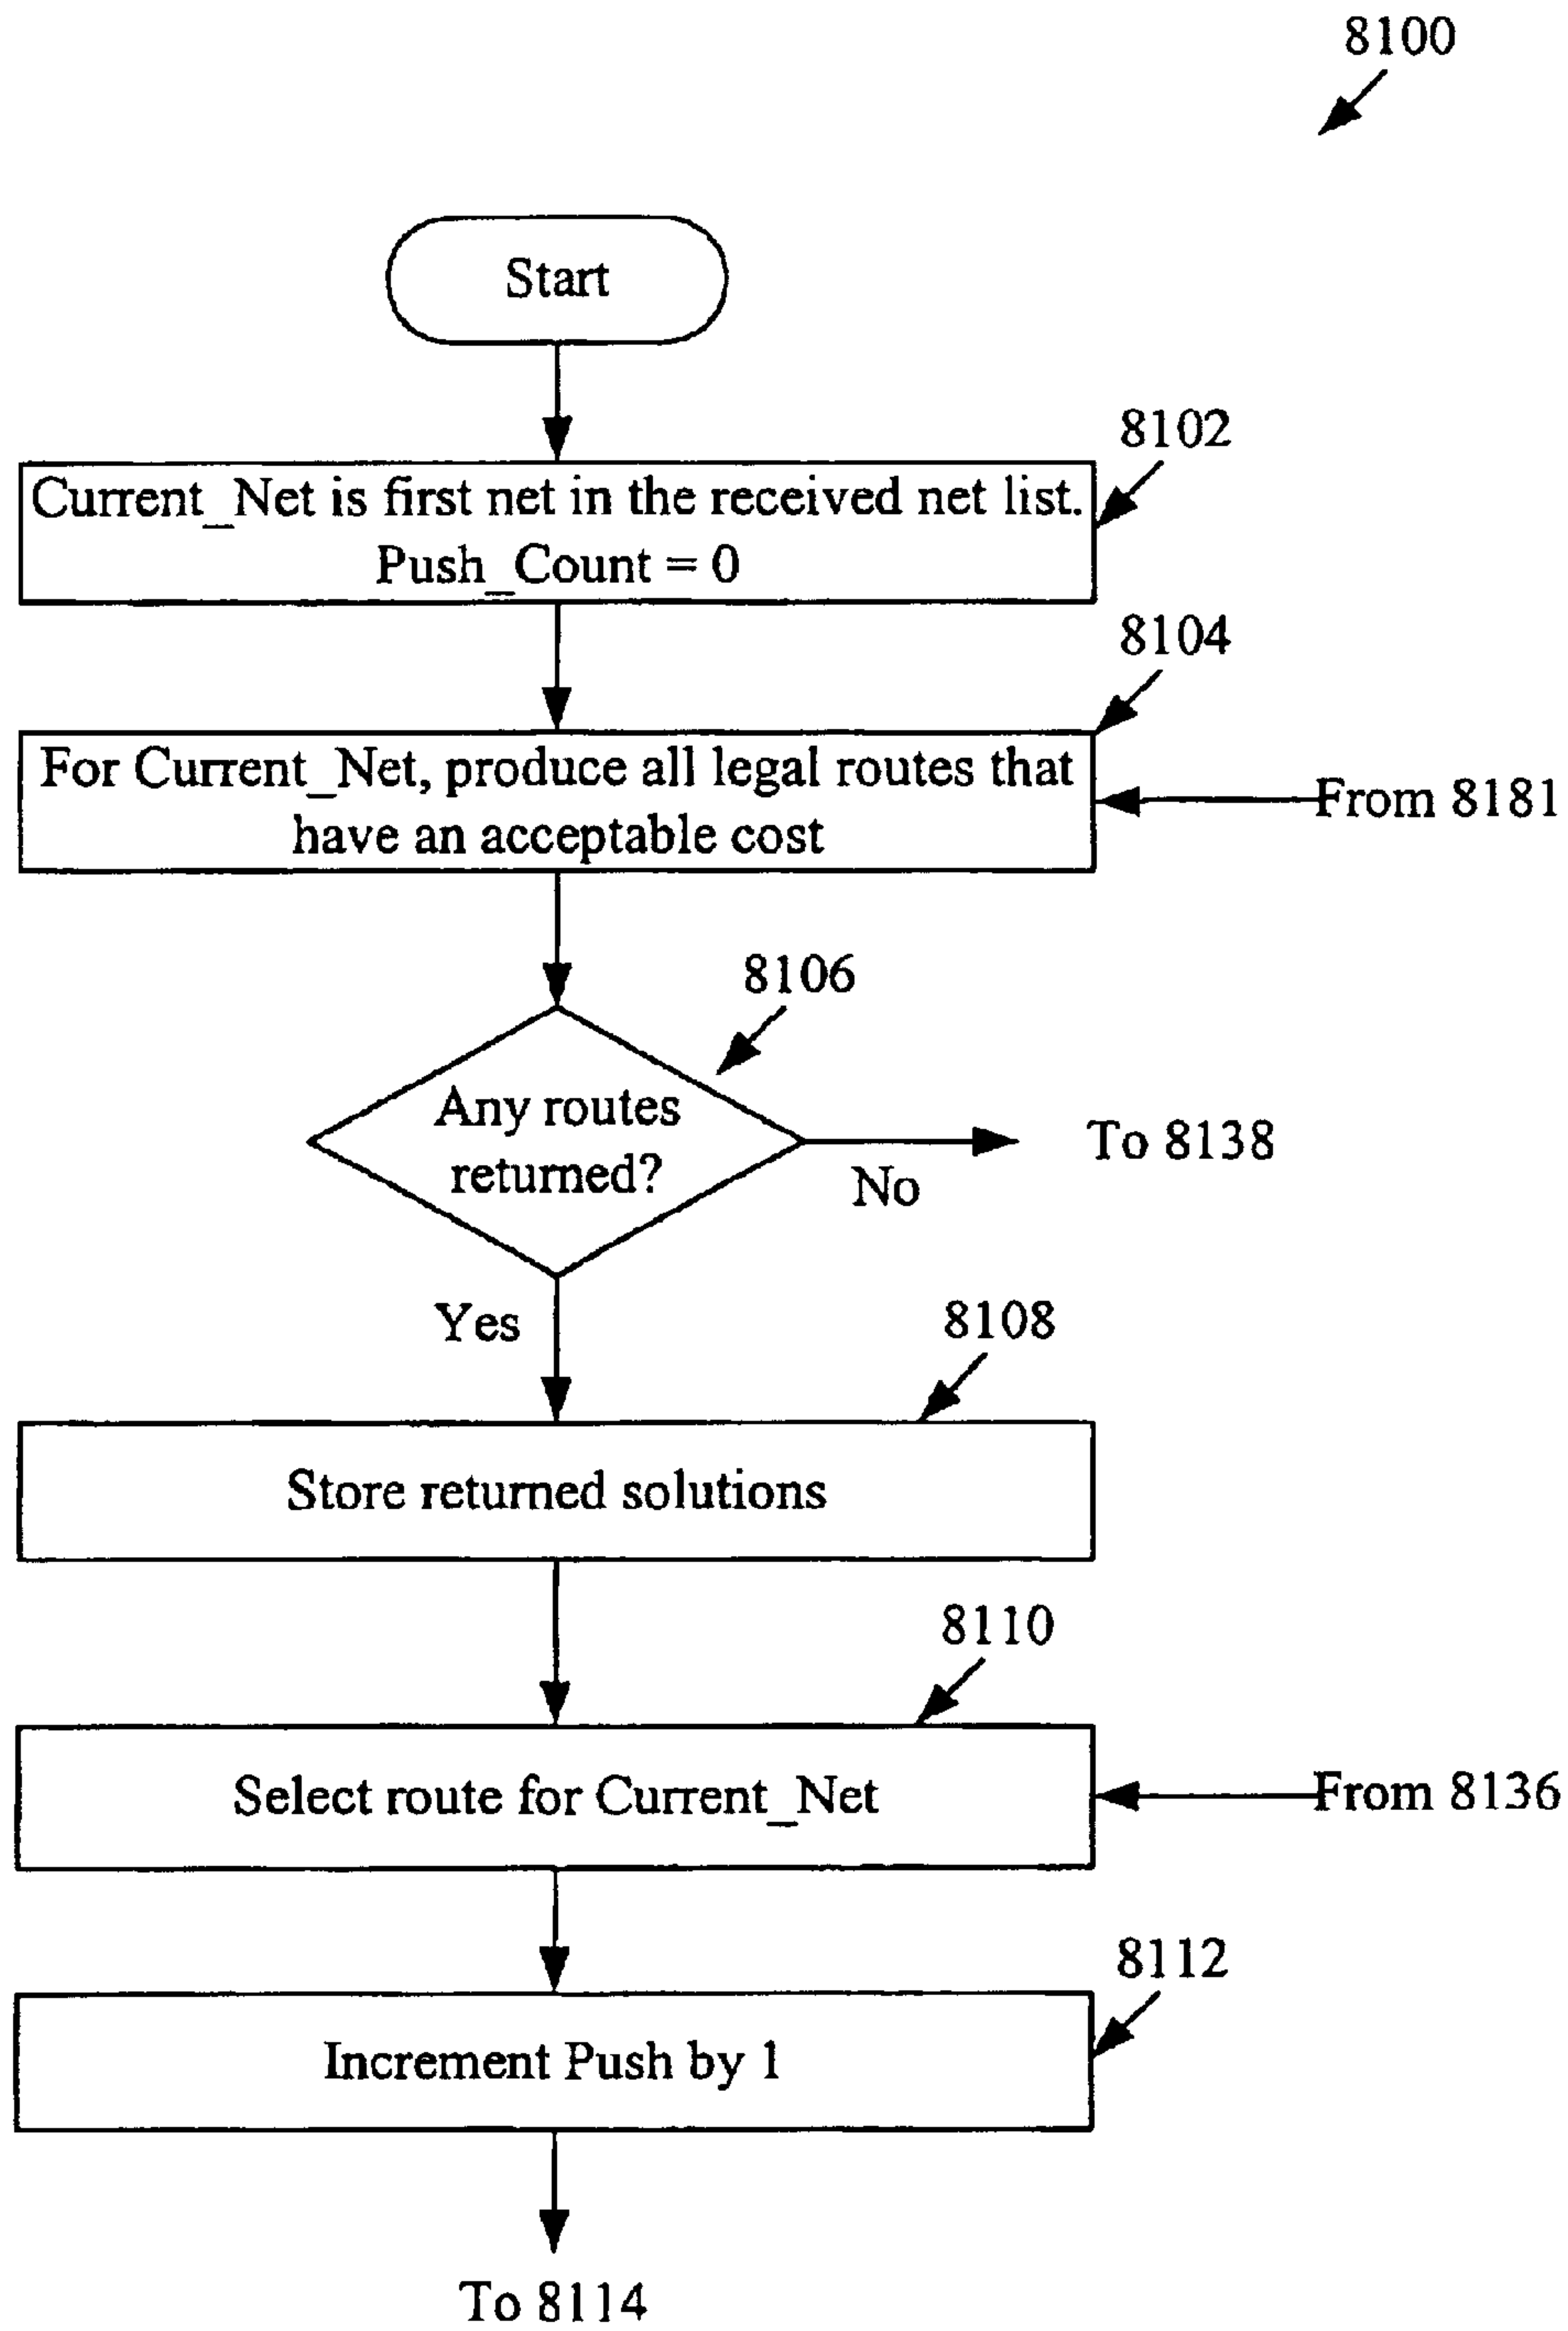 8100
Start
8102
Current_Net is first net in the received net list.
Push_Count = 0
8104
For Current_Net, produce all legal routes that
have an acceptable cost
From 8181
8106
Any routes
returned?
To 8138
No
Yes
8108
Store returned solutions
8110
Select route for Current_Net
From 8136
8112
Increment Push by 1
To 8114